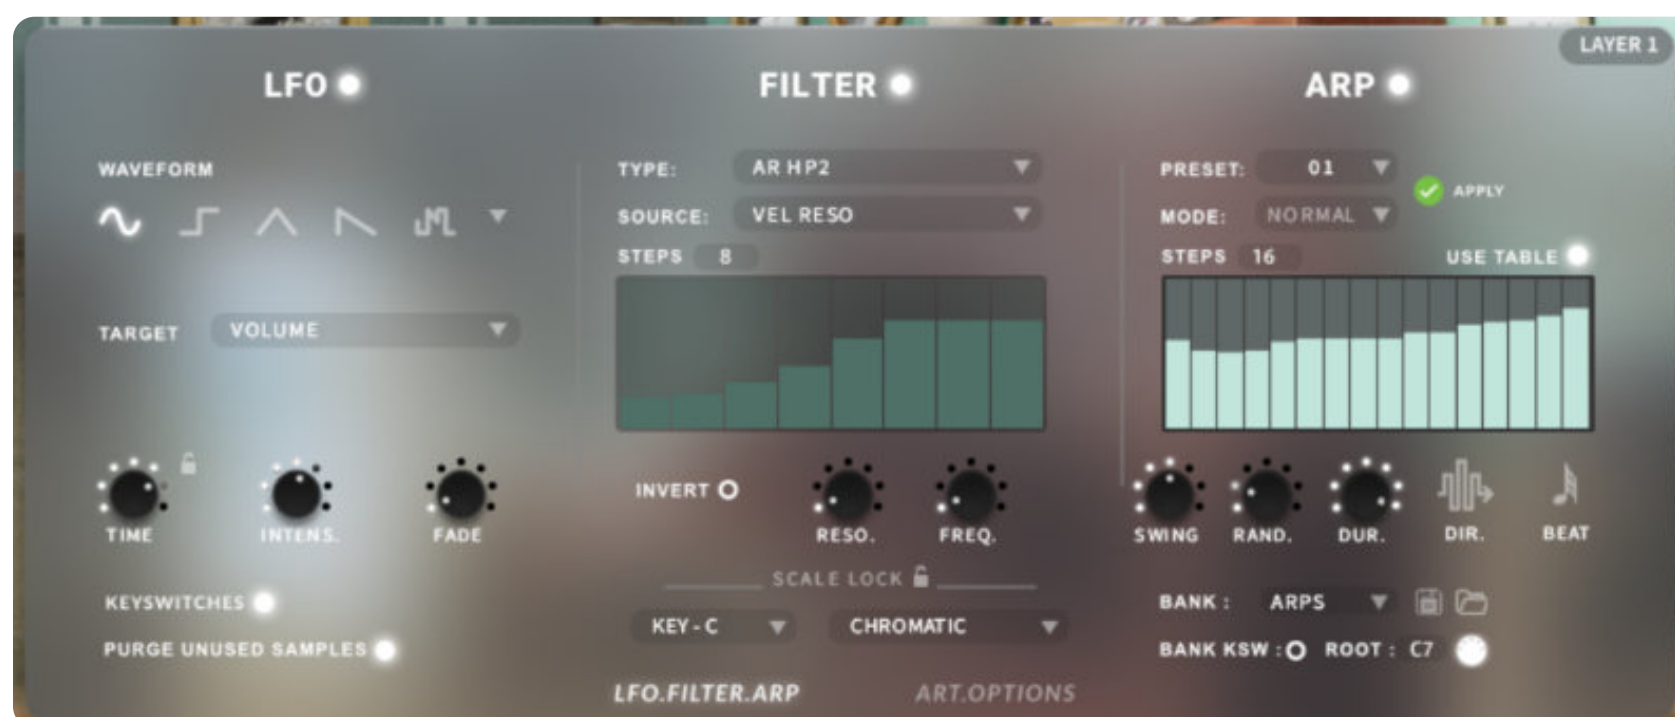 LAYER 1
LFO
FILTER
ARP
WAVEFORM
TARGET VOLUME
TIME INTENS. FADE
KEYSWITCHES
PURGE UNUSED SAMPLES
TYPE: AR HP2
SOURCE: VEL RESO
STEPS 8
INVERT
RESO. FREQ.
SCALE LOCK
KEY - C CHROMATIC
PRESET: 01
APPLY
MODE: NORMAL
STEPS 16 USE TABLE
SWING RAND. DUR. DIR. BEAT
BANK : ARPS
BANK KSW : ROOT : C7
LFO.FILTER.ARP ART.OPTIONS